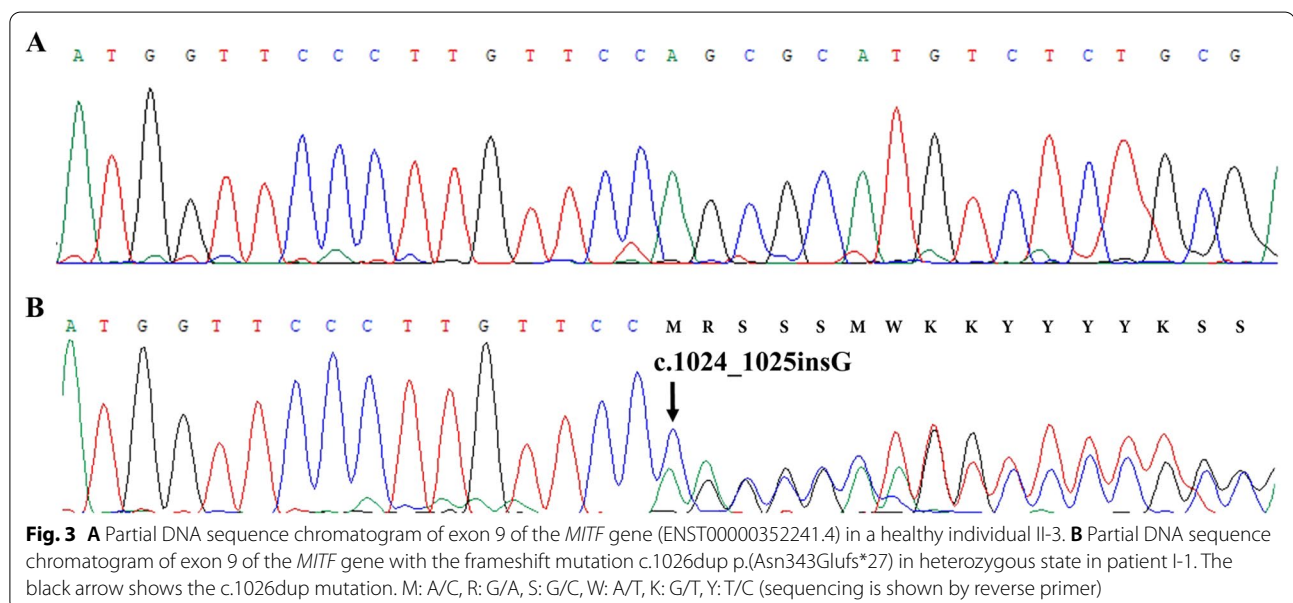 A
A T G G T T C C C T T G T T C C A G C G C A T G T C T C T G C G
B
A T G G T T C C C T T G T T C C M R S S S M W K K Y Y Y Y K S S
c.1024_1025insG
Fig. 3 A Partial DNA sequence chromatogram of exon 9 of the MITF gene (ENST00000352241.4) in a healthy individual II-3. B Partial DNA sequence
chromatogram of exon 9 of the MITF gene with the frameshift mutation c.1026dup p.(Asn343Glufs*27) in heterozygous state in patient I-1. The
black arrow shows the c.1026dup mutation. M: A/C, R: G/A, S: G/C, W: A/T, K: G/T, Y: T/C (sequencing is shown by reverse primer)